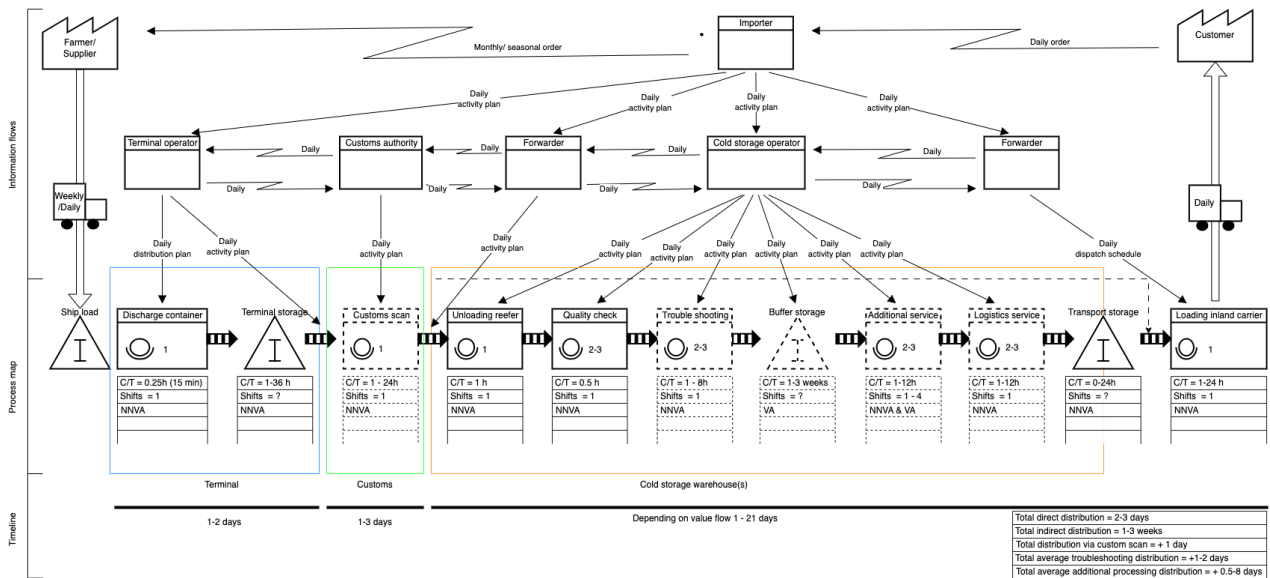 Importer
Farmer/
Supplier
Customer
Monthly/ seasonal order
Daily order
Daily
activity plan
Daily
activity plan
Daily
activity plan
Daily
activity plan
Information flows
Terminal operator
Customs authority
Forwarder
Cold storage operator
Forwarder
Daily
Daily
Daily
Daily
Daily
Daily
Daily
Daily
Weekly
/Daily
Daily
Daily
distribution plan
Daily
activity plan
Daily
activity plan
Daily
activity plan
Daily
activity plan
Daily
activity plan
Daily
activity plan
Daily
activity plan
Daily
activity plan
Daily
activity plan
Daily
dispatch schedule
Process map
Ship load
I
Discharge container
1
C/T = 0.25h (15 min)
Shifts = 1
NNVA
Terminal storage
I
C/T = 1-36 h
Shifts = ?
NNVA
Customs scan
1
C/T = 1 - 24h
Shifts = 1
NNVA
Unloading reefer
1
C/T = 1 h
Shifts = 1
NNVA
Quality check
2-3
C/T = 0.5 h
Shifts = 1
NNVA
Trouble shooting
2-3
C/T = 1 - 8h
Shifts = 1
NNVA
Buffer storage
I
C/T = 1-3 weeks
Shifts = ?
VA
Additional service
2-3
C/T = 1-12h
Shifts = 1 - 4
NNVA & VA
Logistics service
2-3
C/T = 1-12h
Shifts = 1
NNVA
Transport storage
I
C/T = 0-24h
Shifts = ?
NNVA
Loading inland carrier
1
C/T = 1-24 h
Shifts = 1
NNVA
Terminal
Customs
Cold storage warehouse(s)
Timeline
1-2 days
1-3 days
Depending on value flow 1 - 21 days
Total direct distribution = 2-3 days
Total indirect distribution = 1-3 weeks
Total distribution via custom scan = + 1 day
Total average troubleshooting distribution = +1-2 days
Total average additional processing distribution = + 0.5-8 days